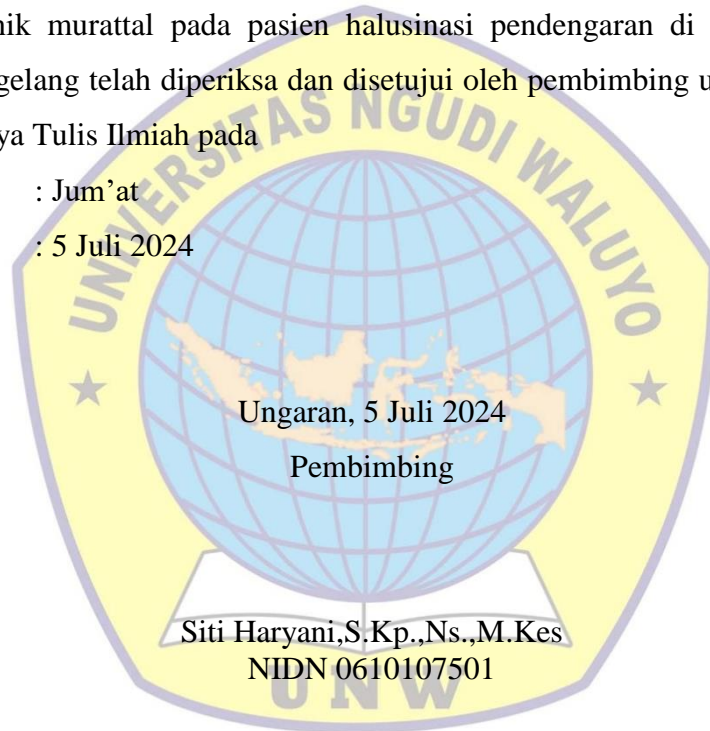 nik murattal pada pasien halusinasi pendengaran di
gelang telah diperiksa dan disetujui oleh pembimbing u
ya Tulis Ilmiah pada
UNIVERSITAS NGUDI WALUYO
: Jum’at
: 5 Juli 2024
Ungaran, 5 Juli 2024
Pembimbing
Siti Haryani,S.Kp.,Ns.,M.Kes
NIDN 0610107501
UNW